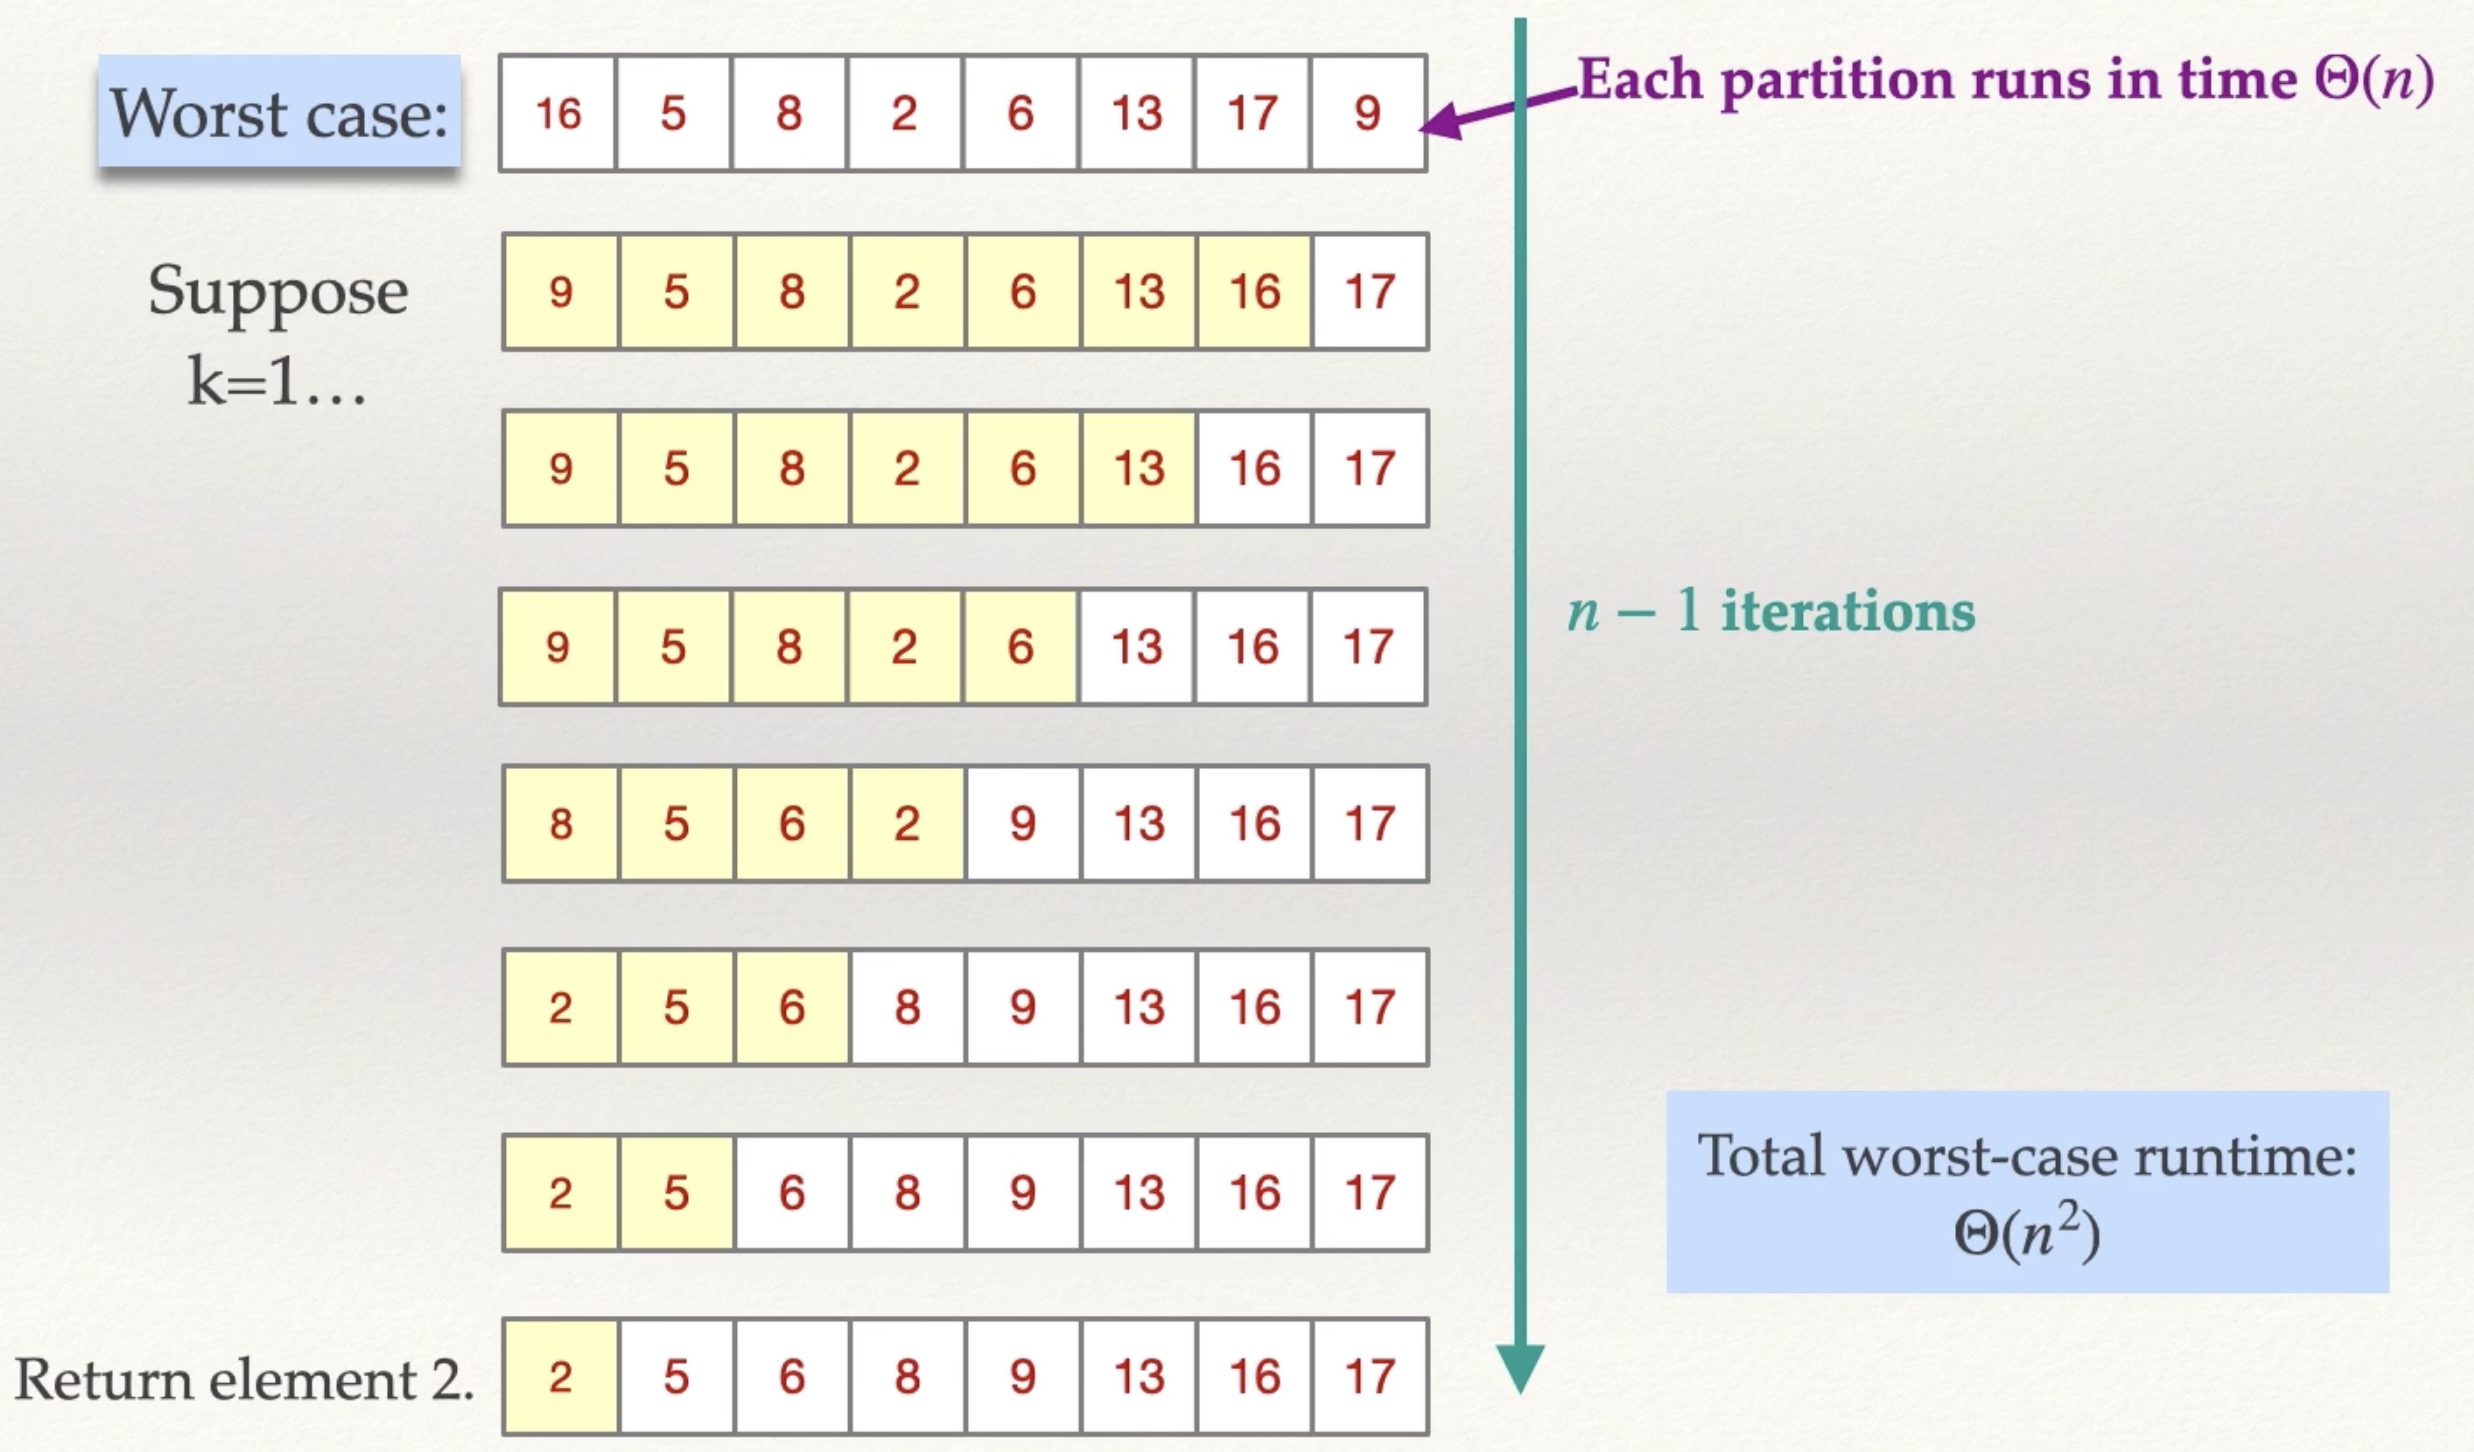 Worst case:
16 5 8 2 6 13 17 9
Each partition runs in time Θ(n)
Suppose
k=1…
9 5 8 2 6 13 16 17
9 5 8 2 6 13 16 17
9 5 8 2 6 13 16 17
n − 1 iterations
8 5 6 2 9 13 16 17
2 5 6 8 9 13 16 17
2 5 6 8 9 13 16 17
Total worst-case runtime:
Θ(n²)
Return element 2.
2 5 6 8 9 13 16 17